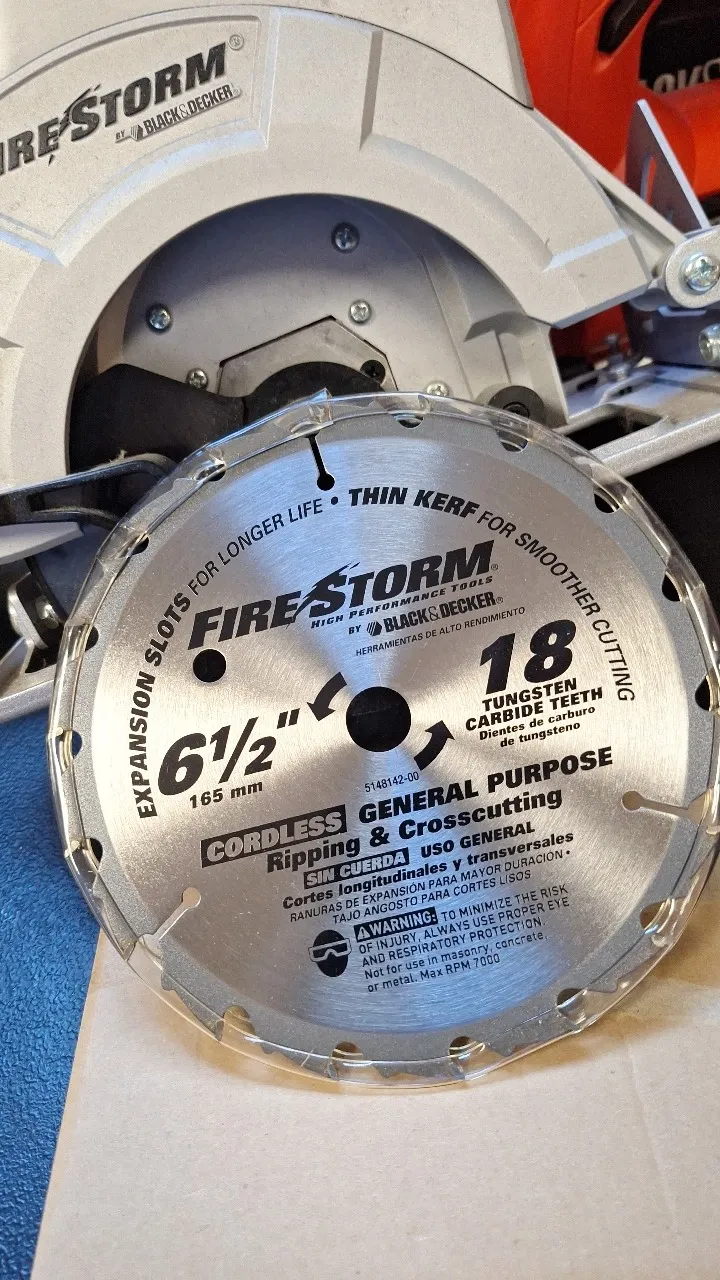 FIRESTORM®
BY BLACK&DECKER®
EXPANSION SLOTS FOR LONGER LIFE • THIN KERF FOR SMOOTHER CUTTING
FIRESTORM®
HIGH PERFORMANCE TOOLS
BY BLACK&DECKER®
HERRAMIENTAS DE ALTO RENDIMIENTO
18
TUNGSTEN
CARBIDE TEETH
Dientes de carburo
de tungsteno
6 1/2"
165 mm
5148142-00
CORDLESS GENERAL PURPOSE
Ripping & Crosscutting
SIN CUERDA USO GENERAL
Cortes longitudinales y transversales
RANURAS DE EXPANSIÓN PARA MAYOR DURACION •
TAJO ANGOSTO PARA CORTES LISOS
⚠WARNING: TO MINIMIZE THE RISK
OF INJURY, ALWAYS USE PROPER EYE
AND RESPIRATORY PROTECTION.
Not for use in masonry, concrete,
or metal. Max RPM 7000